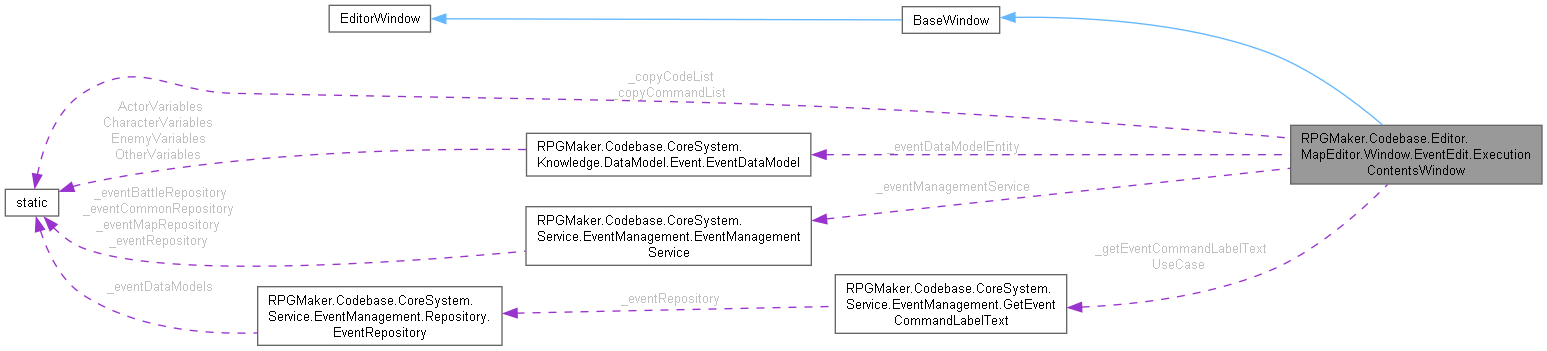 EditorWindow
BaseWindow
_copyCodeList
_copyCommandList
ActorVariables
CharacterVariables
EnemyVariables
OtherVariables
RPGMaker.Codebase.CoreSystem.
Knowledge.DataModel.Event.EventDataModel
_eventDataModelEntity
RPGMaker.Codebase.Editor.
MapEditor.Window.EventEdit.Execution
ContentsWindow
static
_eventBattleRepository
_eventCommonRepository
_eventMapRepository
_eventRepository
RPGMaker.Codebase.CoreSystem.
Service.EventManagement.EventManagement
Service
_eventManagementService
_getEventCommandLabelText
UseCase
_eventDataModels
RPGMaker.Codebase.CoreSystem.
Service.EventManagement.Repository.
EventRepository
_eventRepository
RPGMaker.Codebase.CoreSystem.
Service.EventManagement.GetEvent
CommandLabelText